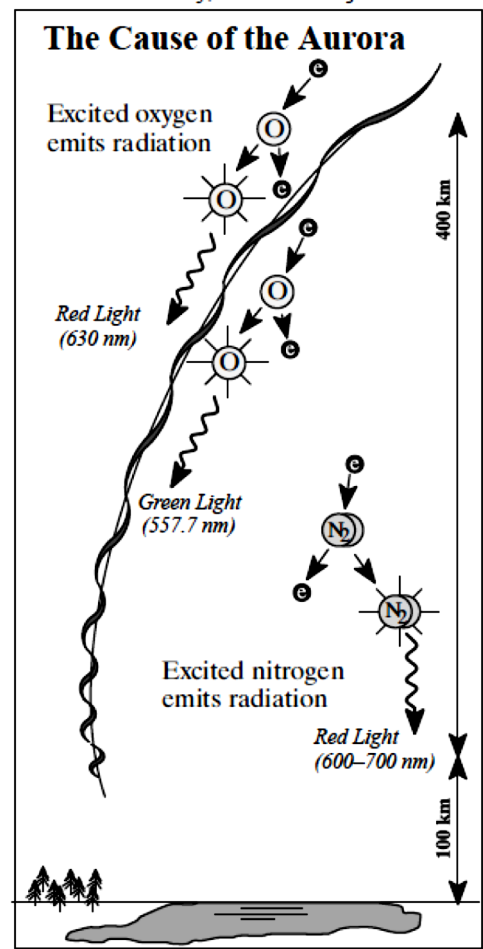 The Cause of the Aurora
e
Excited oxygen
emits radiation
O
400 km
e
O
e
O
Red Light
(630 nm)
O
e
e
Green Light
(557.7 nm)
N2
e
N2
Excited nitrogen
emits radiation
Red Light
(600–700 nm)
100 km